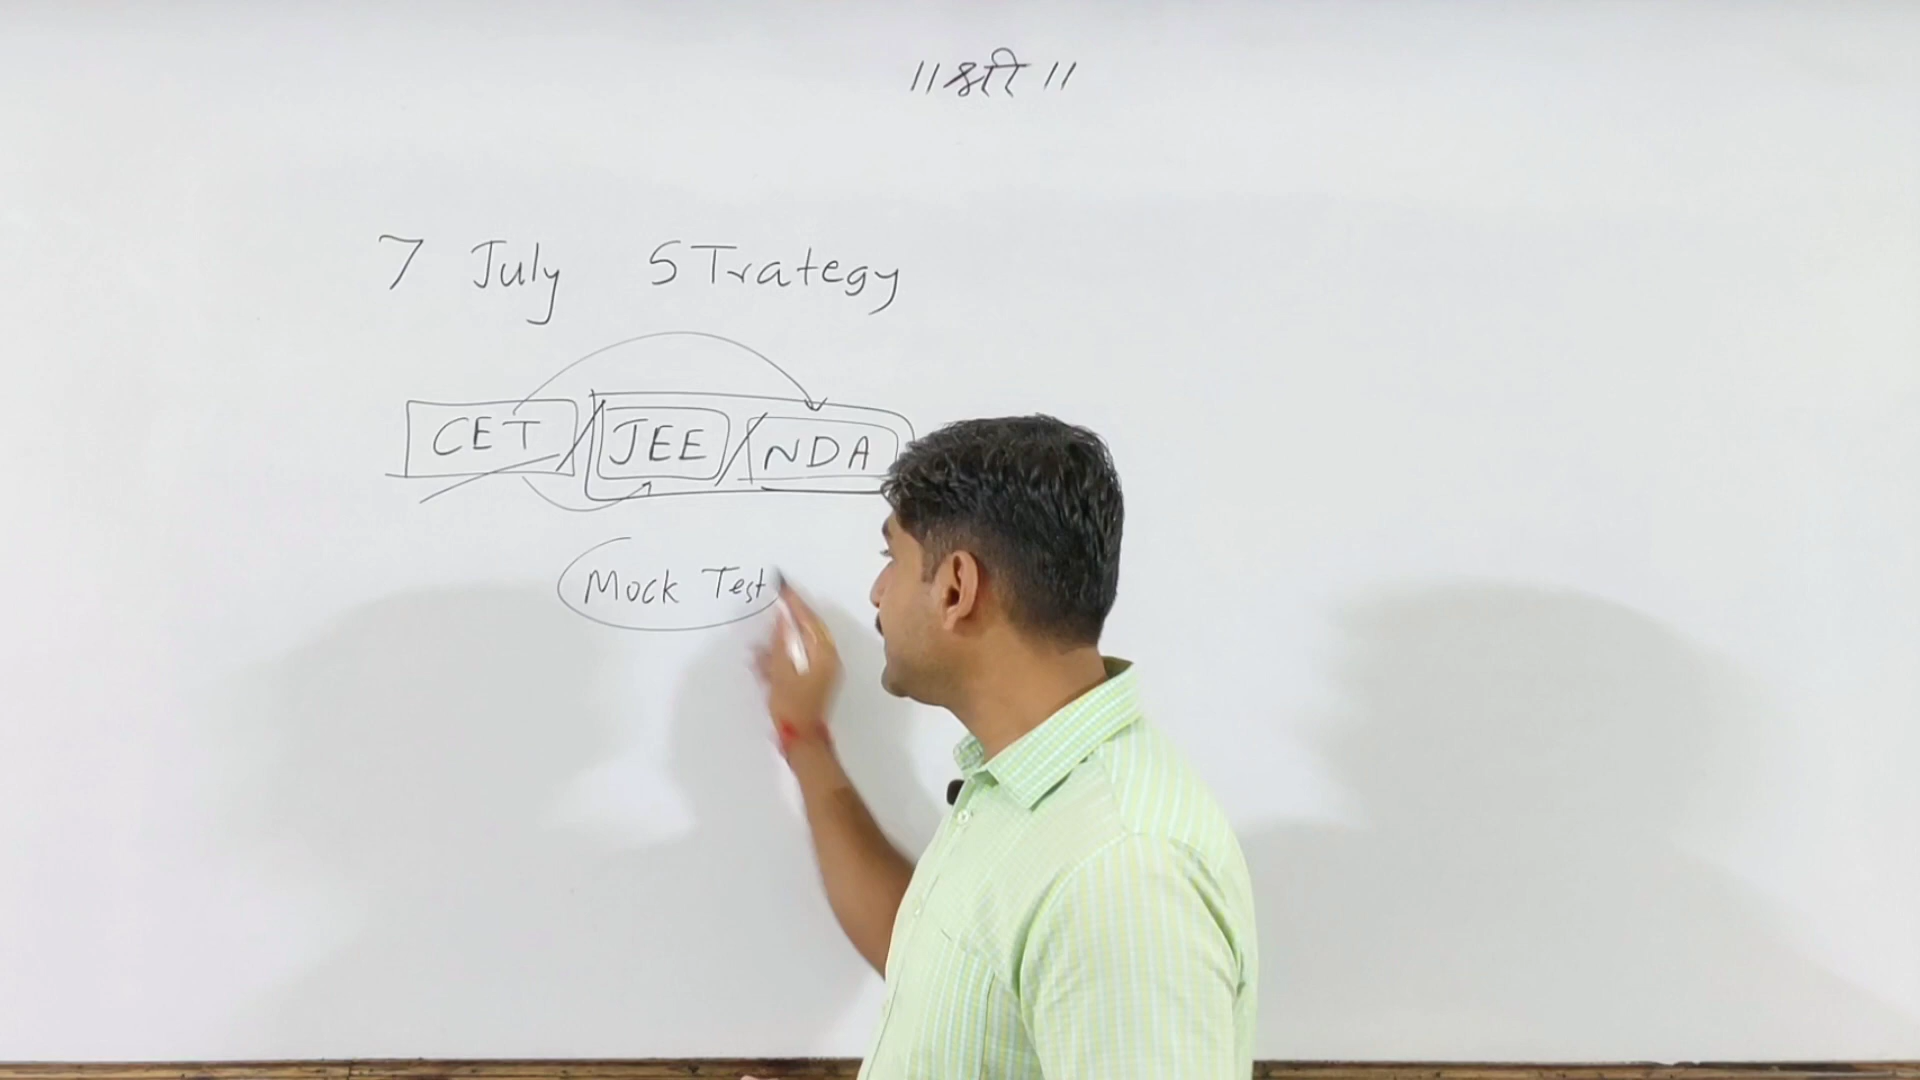 ॥ श्री ॥
7 July STrategy
CET / JEE / NDA
Mock Test